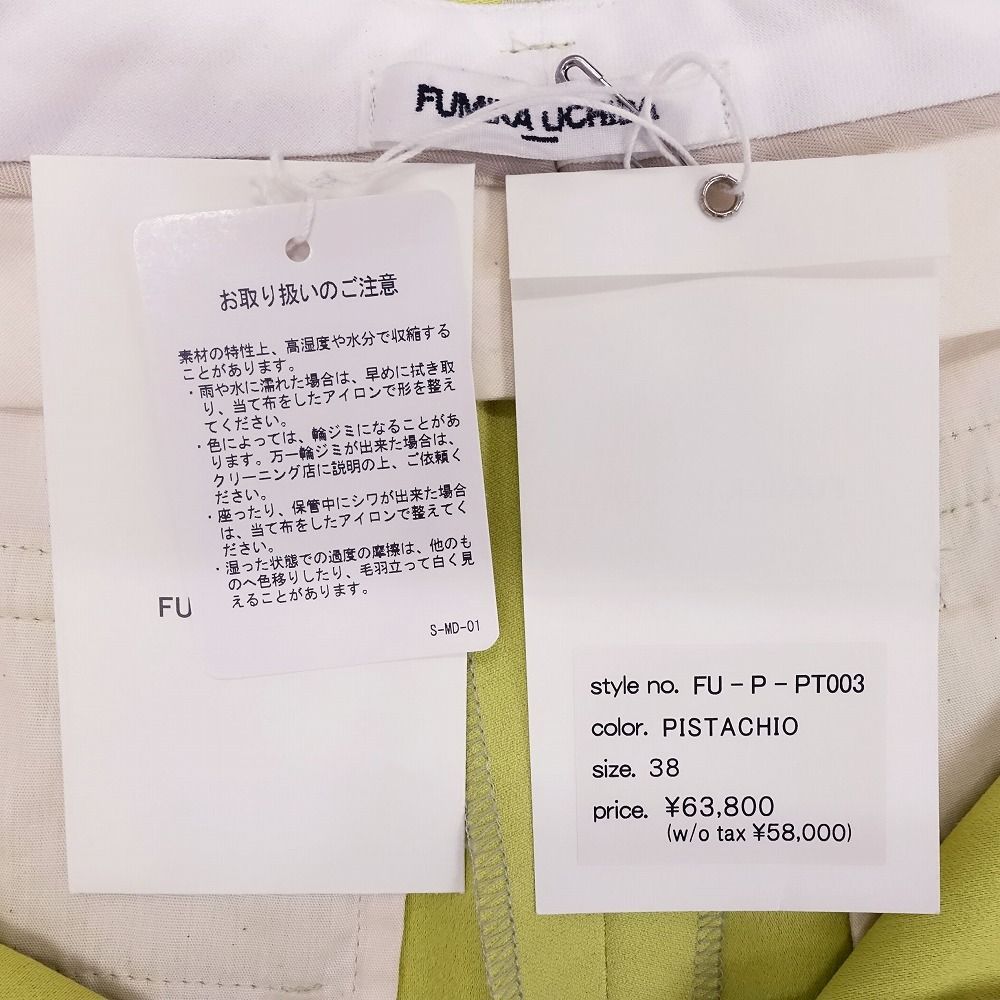 FUMIKA UCHIDA
お取り扱いのご注意
素材の特性上、高湿度や水分で収縮する
ことがあります。
・雨や水に濡れた場合は、早めに拭き取
り、当て布をしたアイロンで形を整え
てください。
・色によっては、輪ジミになることがあ
ります。万一輪ジミが出来た場合は、
クリーニング店に説明の上、ご依頼く
ださい。
・座ったり、保管中にシワが出来た場合
は、当て布をしたアイロンで整えてく
ださい。
・湿った状態での過度の摩擦は、他のも
のへ色移りしたり、毛羽立って白く見
えることがあります。
S-MD-01
FU
style no. FU-P-PT003
color. PISTACHIO
size. 38
price. ¥63,800
(w/o tax ¥58,000)